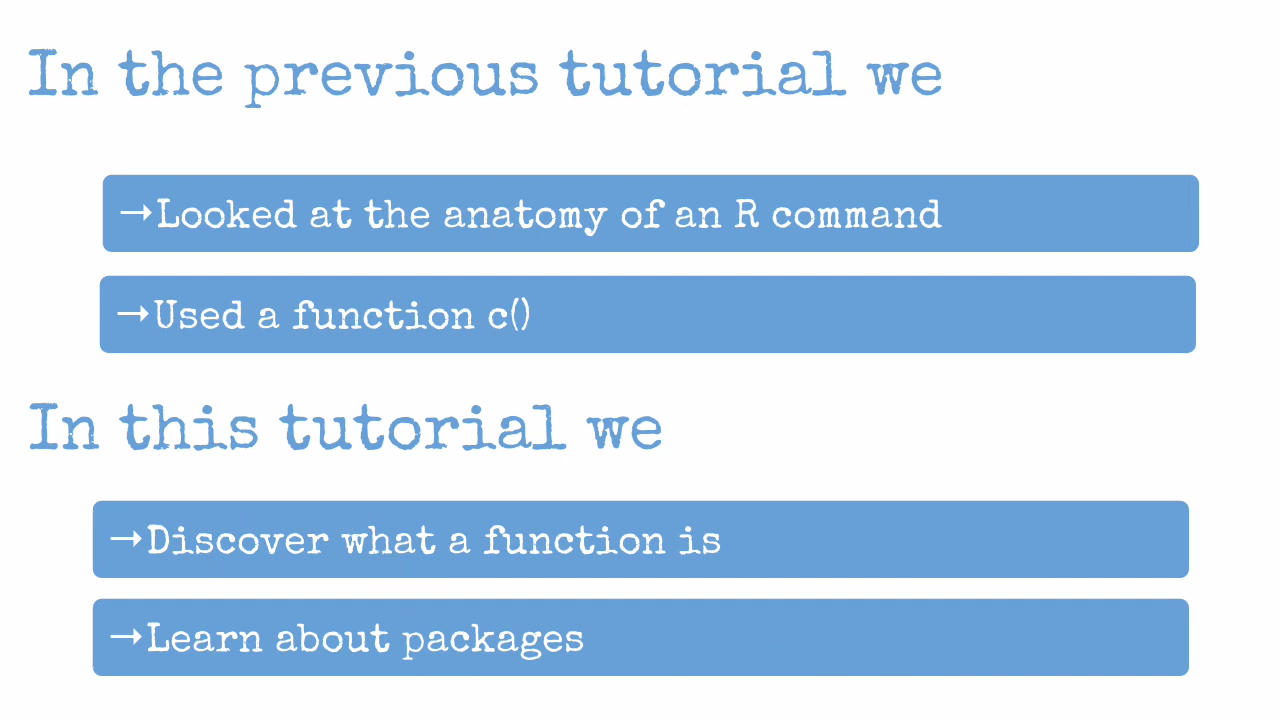 In the previous tutorial we
→Looked at the anatomy of an R command
→Used a function c()
In this tutorial we
→Discover what a function is
→Learn about packages